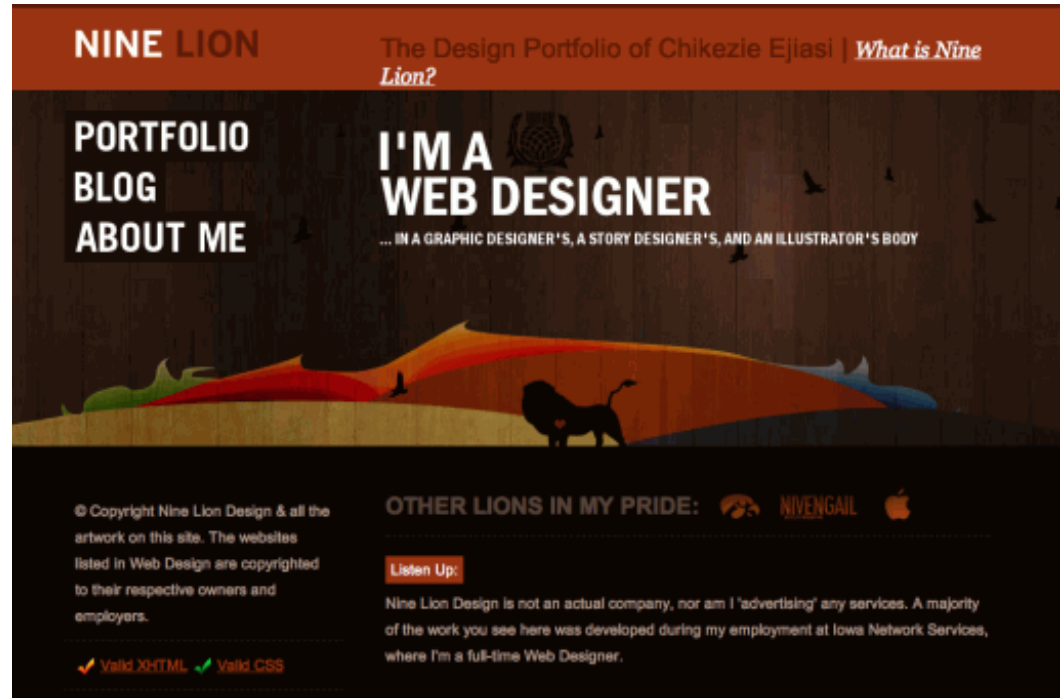 NINE LION
The Design Portfolio of Chikezie Ejiasi | What is Nine
Lion?
PORTFOLIO
BLOG
ABOUT ME
I'M A
WEB DESIGNER
... IN A GRAPHIC DESIGNER'S, A STORY DESIGNER'S, AND AN ILLUSTRATOR'S BODY
© Copyright Nine Lion Design & all the
artwork on this site. The websites
listed in Web Design are copyrighted
to their respective owners and
employers.
Valid XHTML Valid CSS
OTHER LIONS IN MY PRIDE: NIVENGAIL
Listen Up:
Nine Lion Design is not an actual company, nor am I 'advertising' any services. A majority
of the work you see here was developed during my employment at Iowa Network Services,
where I'm a full-time Web Designer.